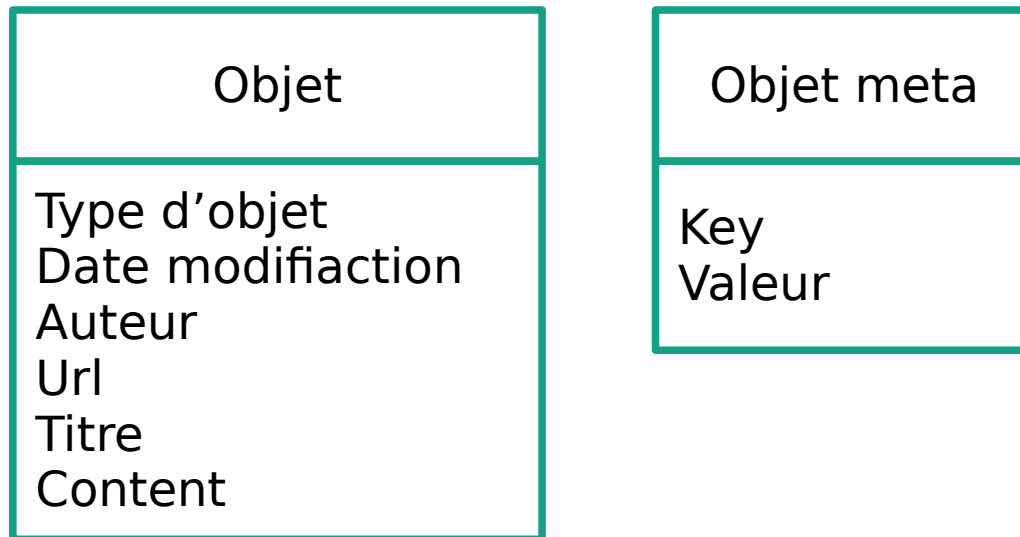 Objet
Type d’objet
Date modifiaction
Auteur
Url
Titre
Content
Objet meta
Key
Valeur